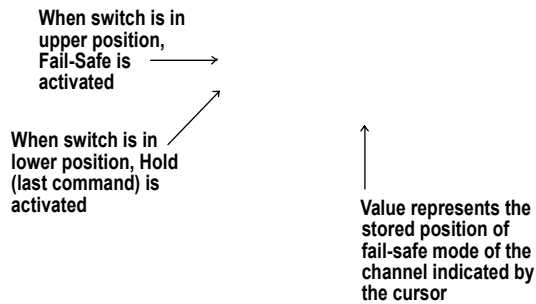 When switch is in
upper position,
Fail-Safe is
activated
When switch is in
lower position, Hold
(last command) is
activated
Value represents the
stored position of
fail-safe mode of the
channel indicated by
the cursor